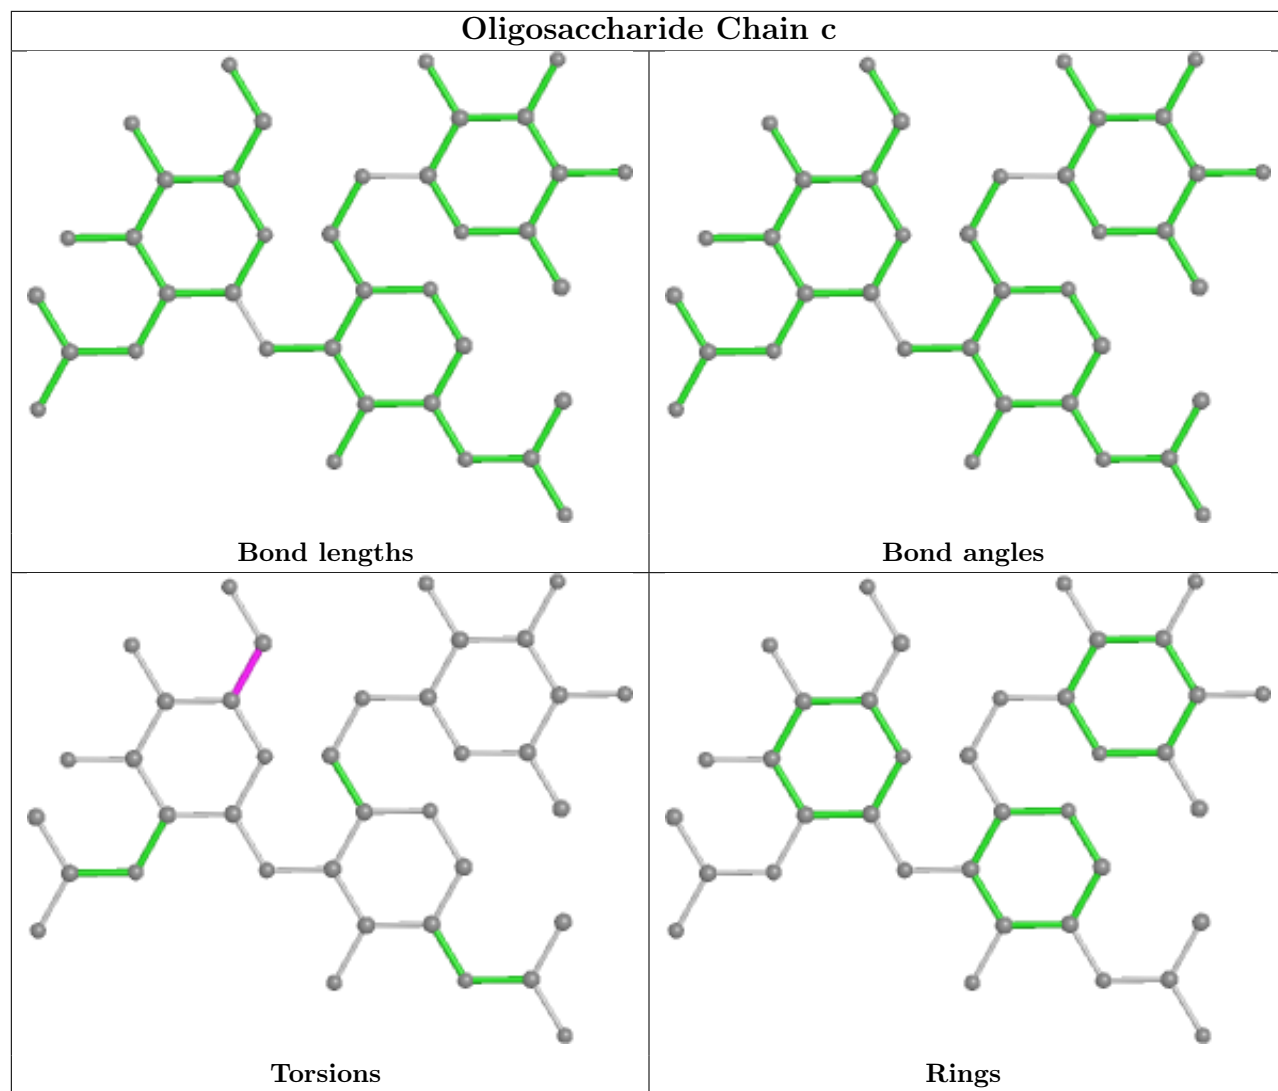 Oligosaccharide Chain c
Bond lengths
Bond angles
Torsions
Rings